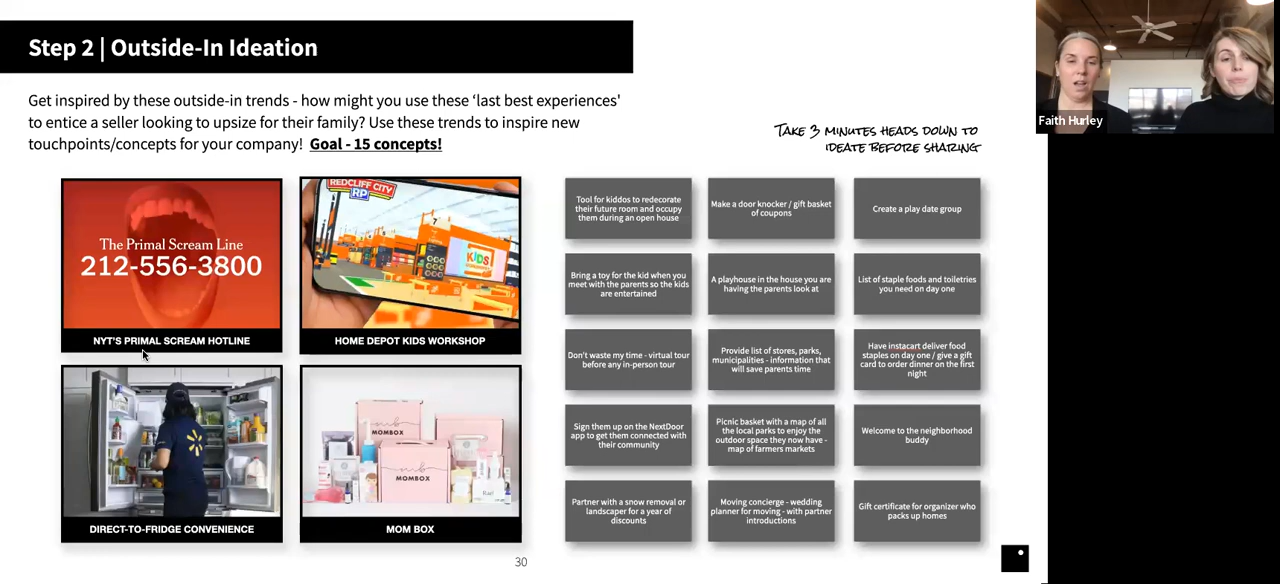 Step 2 | Outside-In Ideation
Get inspired by these outside-in trends - how might you use these ‘last best experiences’
to entice a seller looking to upsize for their family? Use these trends to inspire new
touchpoints/concepts for your company! Goal - 15 concepts!
TAKE 3 MINUTES HEADS DOWN TO
IDEATE BEFORE SHARING
Faith Hurley
The Primal Scream Line
212-556-3800
NYT'S PRIMAL SCREAM HOTLINE
REDCLIFF CITY
RP
7
KIDS
HOME DEPOT KIDS WORKSHOP
DIRECT-TO-FRIDGE CONVENIENCE
mb
MOMBOX
mb
MOMBOX
MOM BOX
Tool for kiddos to redecorate
their future room and occupy
them during an open house
Make a door knocker / gift basket
of coupons
Create a play date group
Bring a toy for the kid when you
meet with the parents so the kids
are entertained
A playhouse in the house you are
having the parents look at
List of staple foods and toiletries
you need on day one
Don't waste my time - virtual tour
before any in-person tour
Provide list of stores, parks,
municipalities - information that
will save parents time
Have instacart deliver food
staples on day one / give a gift
card to order dinner on the first
night
Sign them up on the NextDoor
app to get them connected with
their community
Picnic basket with a map of all
the local parks to enjoy the
outdoor space they now have -
map of farmers markets
Welcome to the neighborhood
buddy
Partner with a snow removal or
landscaper for a year of
discounts
Moving concierge - wedding
planner for moving - with partner
introductions
Gift certificate for organizer who
packs up homes
30